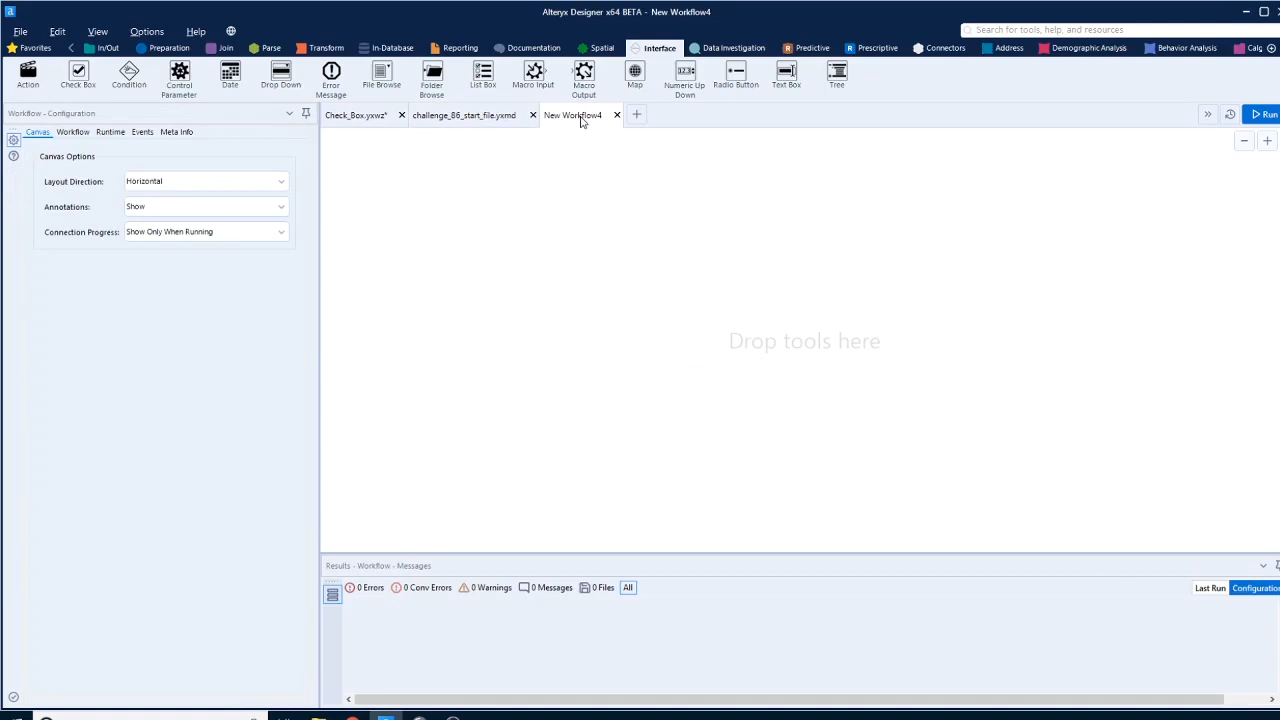 a
Alteryx Designer x64 BETA - New Workflow4
File Edit View Options Help
Search for tools, help, and resources
Favorites In/Out Preparation Join Parse Transform In-Database Reporting Documentation Spatial Interface Data Investigation Predictive Prescriptive Connectors Address Demographic Analysis Behavior Analysis Calg
Action Check Box Condition Control Parameter Date Drop Down Error Message File Browse Folder Browse List Box Macro Input Macro Output Map Numeric Up Down Radio Button Text Box Tree
Workflow - Configuration
Check_Box.yxwz* challenge_86_start_file.yxmd New Workflow4
Run
Canvas Workflow Runtime Events Meta Info
Canvas Options
Layout Direction: Horizontal
Annotations: Show
Connection Progress: Show Only When Running
Drop tools here
Results - Workflow - Messages
0 Errors 0 Conv Errors 0 Warnings 0 Messages 0 Files All
Last Run Configuration